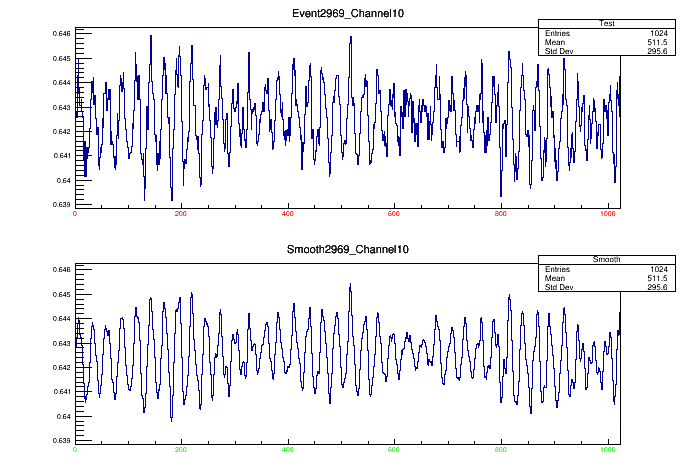 Event2969_Channel10
Test
Entries 1024
Mean 511.5
Std Dev 295.6
0.646
0.645
0.644
0.643
0.642
0.641
0.64
0.639
0 200 400 600 800 1000
Smooth2969_Channel10
Smooth
Entries 1024
Mean 511.5
Std Dev 295.6
0.646
0.645
0.644
0.643
0.642
0.641
0.64
0.639
0 200 400 600 800 1000